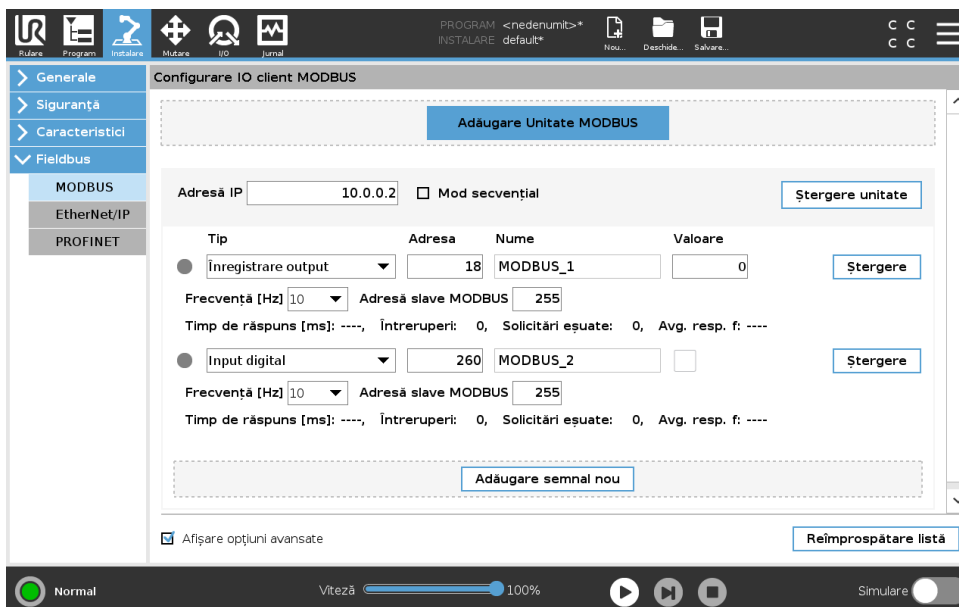 UR
PROGRAM <nedenumit>*
INSTALARE default*
C C
C C
Rulare Program Instalare Mutare I/O Jurnal Nou... Deschide... Salvare...
Generale
Siguranță
Caracteristici
Fieldbus
MODBUS
EtherNet/IP
PROFINET
Configurare IO client MODBUS
Adăugare Unitate MODBUS
Adresă IP 10.0.0.2 Mod secvențial Ștergere unitate
Tip Adresa Nume Valoare
Înregistrare output 18 MODBUS_1 0 Ștergere
Frecvență [Hz] 10 Adresă slave MODBUS 255
Timp de răspuns [ms]: ----, Întreruperi: 0, Solicitări eșuate: 0, Avg. resp. f: ----
Input digital 260 MODBUS_2 Ștergere
Frecvență [Hz] 10 Adresă slave MODBUS 255
Timp de răspuns [ms]: ----, Întreruperi: 0, Solicitări eșuate: 0, Avg. resp. f: ----
Adăugare semnal nou
Afișare opțiuni avansate Reîmprospătare listă
Normal Viteză 100% Simulare